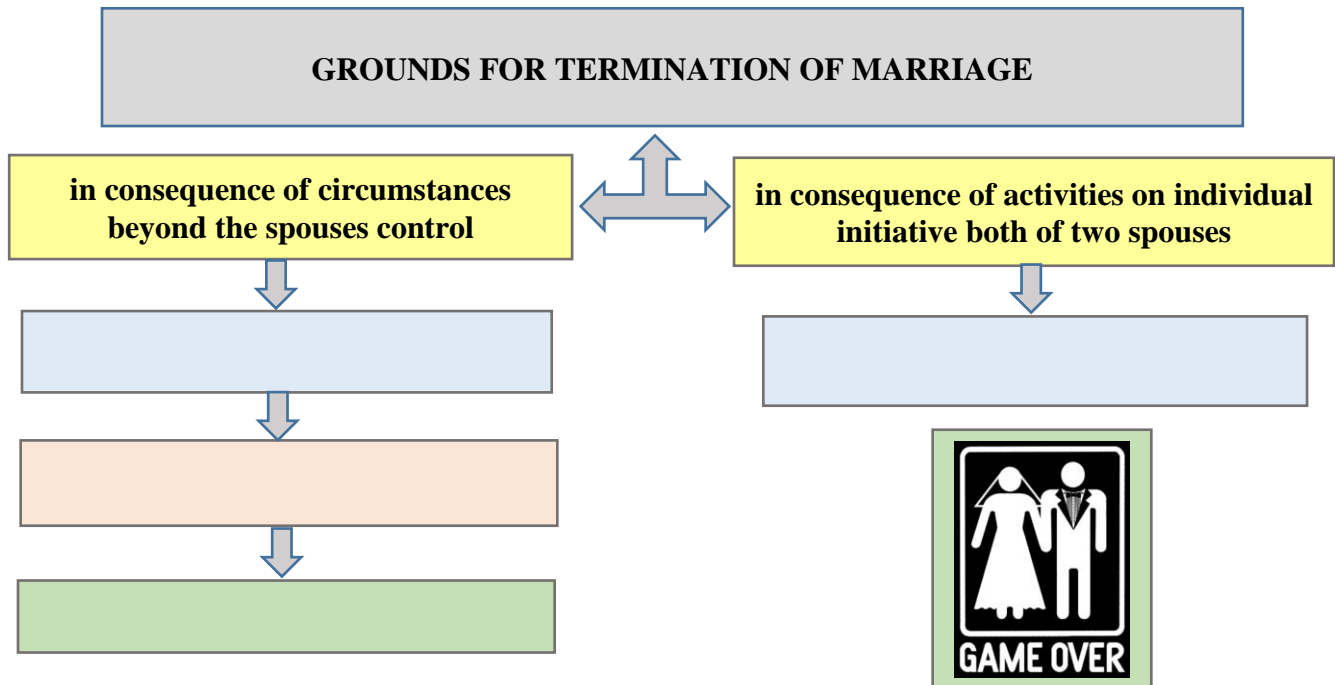 GROUNDS FOR TERMINATION OF MARRIAGE
in consequence of circumstances
beyond the spouses control
in consequence of activities on individual
initiative both of two spouses
GAME OVER